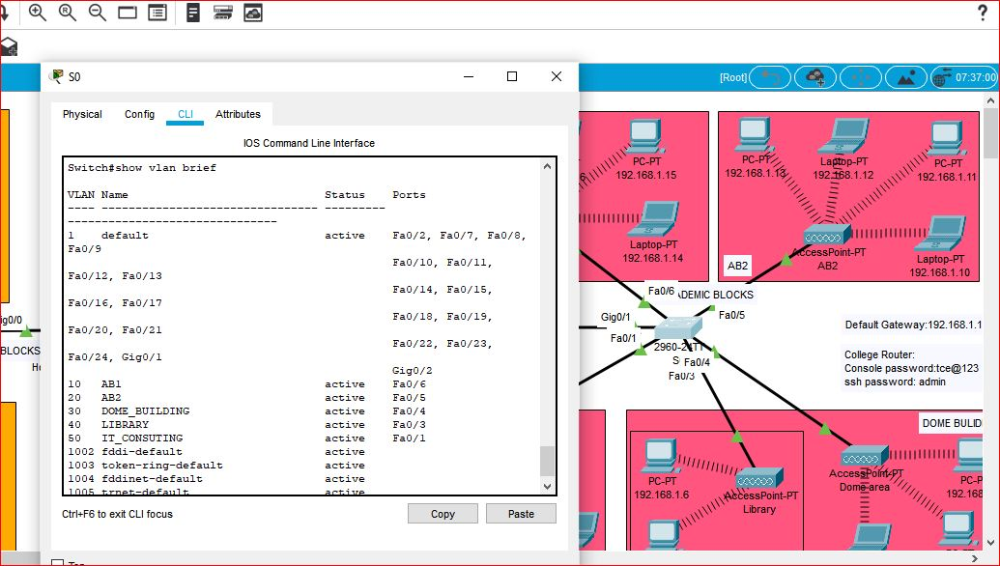 ?
S0
[Root]
07:37:00
Physical
Config
CLI
Attributes
IOS Command Line Interface
Switch#show vlan brief
VLAN Name Status Ports
---- -------------------------------- --------- -------------------------------
1 default active Fa0/2, Fa0/7, Fa0/8,
Fa0/9
Fa0/10, Fa0/11,
Fa0/12, Fa0/13
Fa0/14, Fa0/15,
Fa0/16, Fa0/17
Fa0/18, Fa0/19,
Fa0/20, Fa0/21
Fa0/22, Fa0/23,
Fa0/24, Gig0/1
Gig0/2
10 AB1 active Fa0/6
20 AB2 active Fa0/5
30 DOME_BUILDING active Fa0/4
40 LIBRARY active Fa0/3
50 IT_CONSUTING active Fa0/1
1002 fddi-default active
1003 token-ring-default active
1004 fddinet-default active
1005 trnet-default active
Ctrl+F6 to exit CLI focus
Copy
Paste
Top
ig0/0
BLOCKS
PC-PT
192.168.1.15
Laptop-PT
192.168.1.14
PC-PT
192.168.1.13
Laptop-PT
192.168.1.12
PC-PT
192.168.1.11
Laptop-PT
192.168.1.10
AccessPoint-PT
AB2
AB2
ADEMIC BLOCKS
Fa0/6
Fa0/5
Gig0/1
Fa0/1
2960-24TT
S
Fa0/4
Fa0/3
Default Gateway:192.168.1.1
College Router:
Console password:tce@123
ssh password: admin
DOME BULID
PC-PT
192.168.1.6
AccessPoint-PT
Library
AccessPoint-PT
Dome area
PC-P
192.168